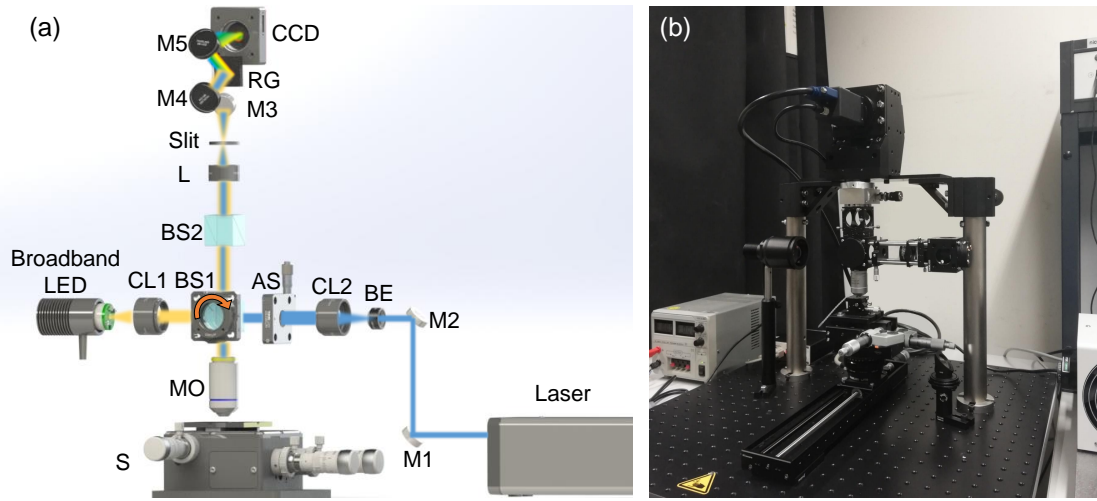 (a)
CCD
M5
RG
M4
M3
Slit
L
BS2
Broadband
LED
CL1
BS1
AS
CL2
BE
M2
MO
Laser
S
M1
(b)